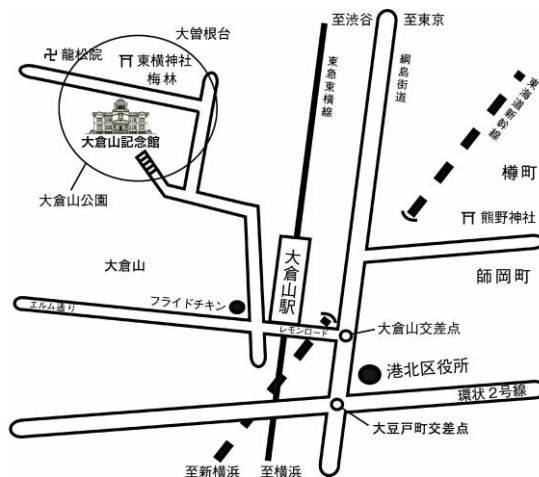 至渋谷
至東京
大曽根台
龍松院
東横神社
梅林
東急東横線
綱島街道
東海道新幹線
大倉山記念館
樽町
大倉山公園
熊野神社
大倉山
大倉山駅
師岡町
フライドチキン
エルム通り
レモンロード
大倉山交差点
港北区役所
環状2号線
大豆戸町交差点
至新横浜
至横浜